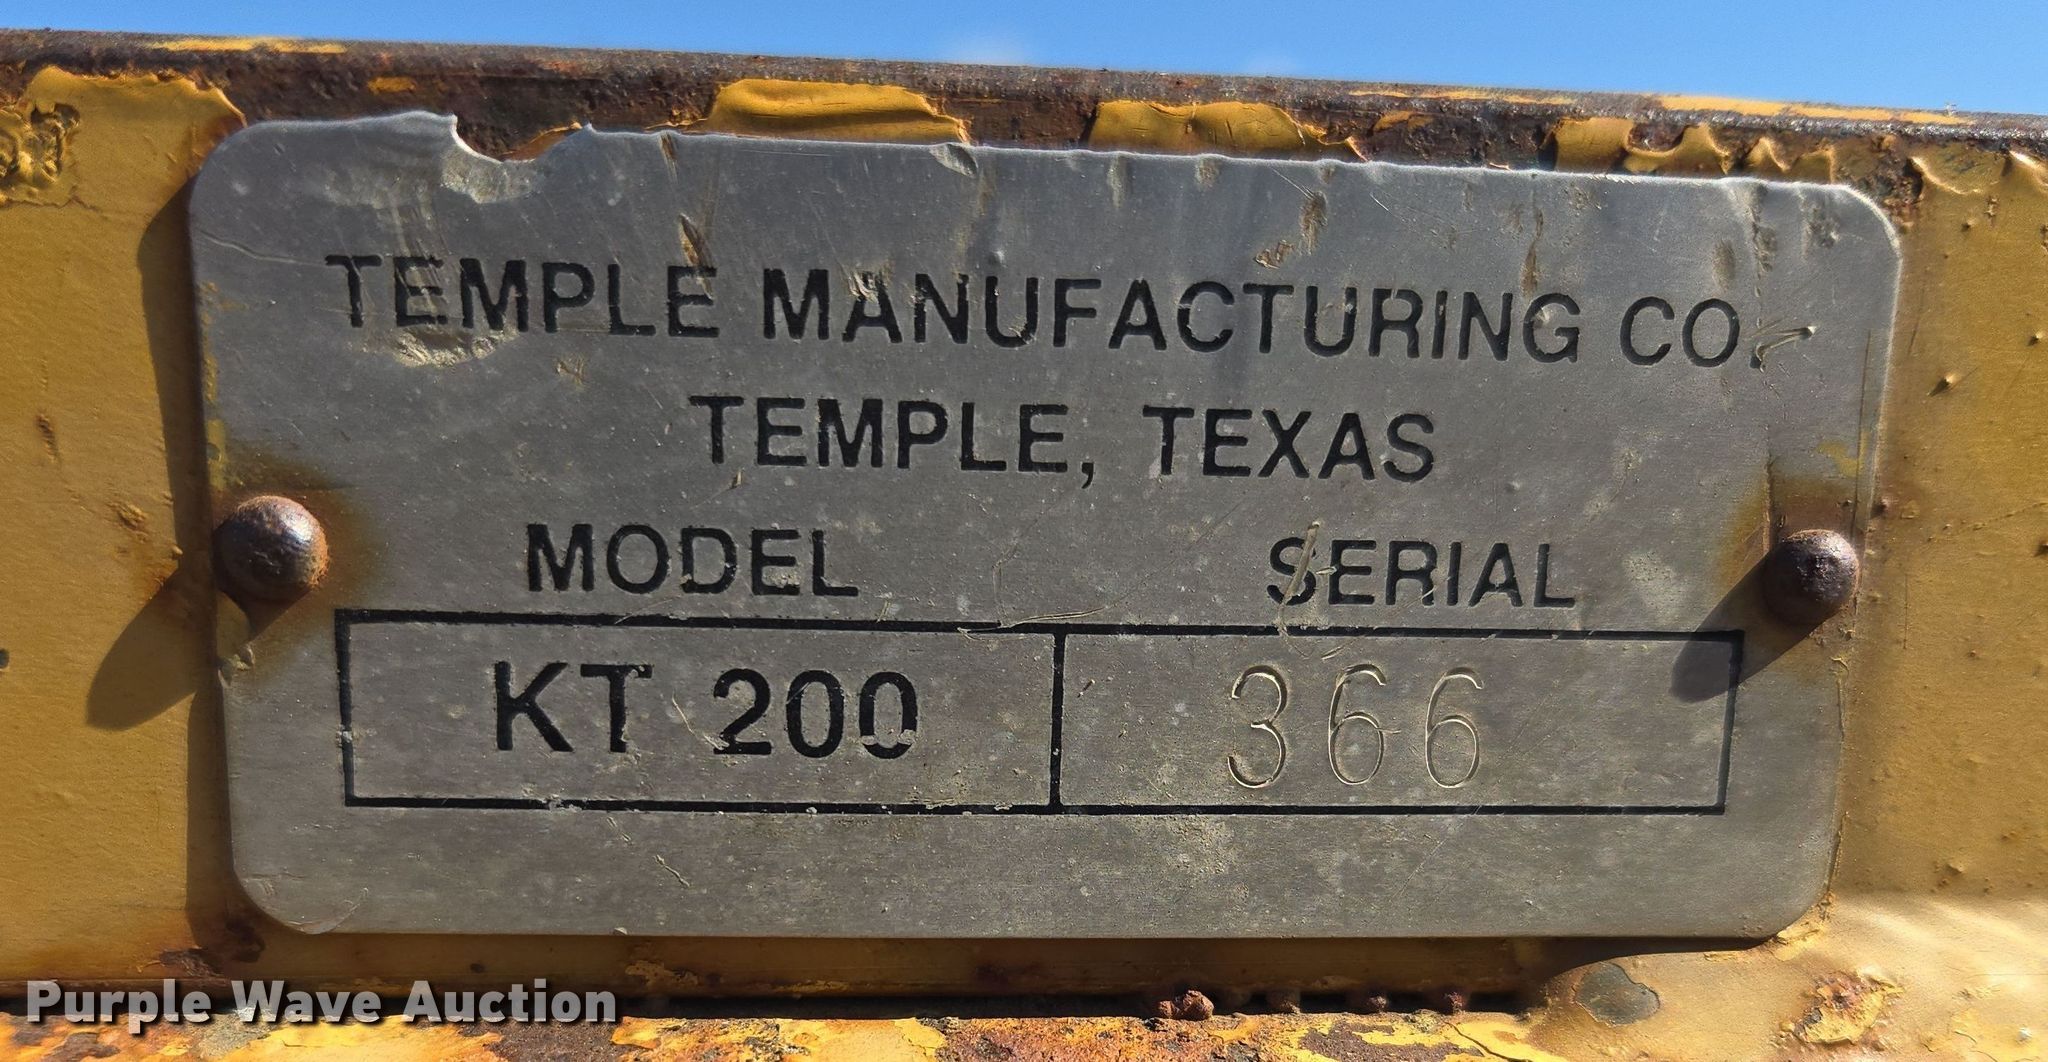 TEMPLE MANUFACTURING CO.
TEMPLE, TEXAS
MODEL SERIAL
KT 200 366
Purple Wave Auction